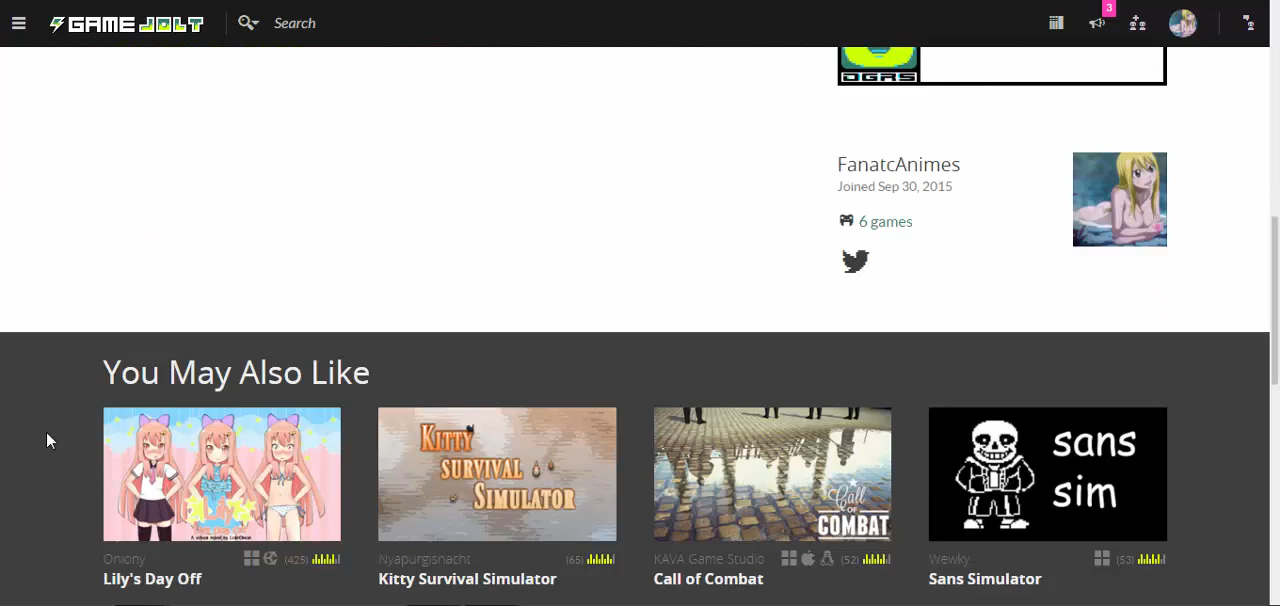 GAME JOLT
Search
3
DGAS
FanatcAnimes
Joined Sep 30, 2015
6 games
You May Also Like
KITTY
SURVIVAL
SIMULATOR
Call
OF
COMBAT
sans
sim
Oniony (425)
Nyapurgisnacht (65)
KAVA Game Studio (52)
Wewky (53)
Lily's Day Off
Kitty Survival Simulator
Call of Combat
Sans Simulator